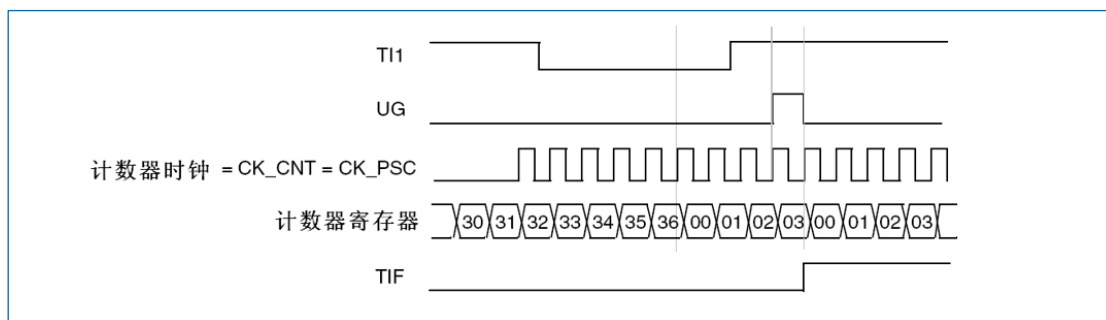 TI1
UG
计数器时钟 = CK_CNT = CK_PSC
计数器寄存器 30 31 32 33 34 35 36 00 01 02 03 00 01 02 03
TIF